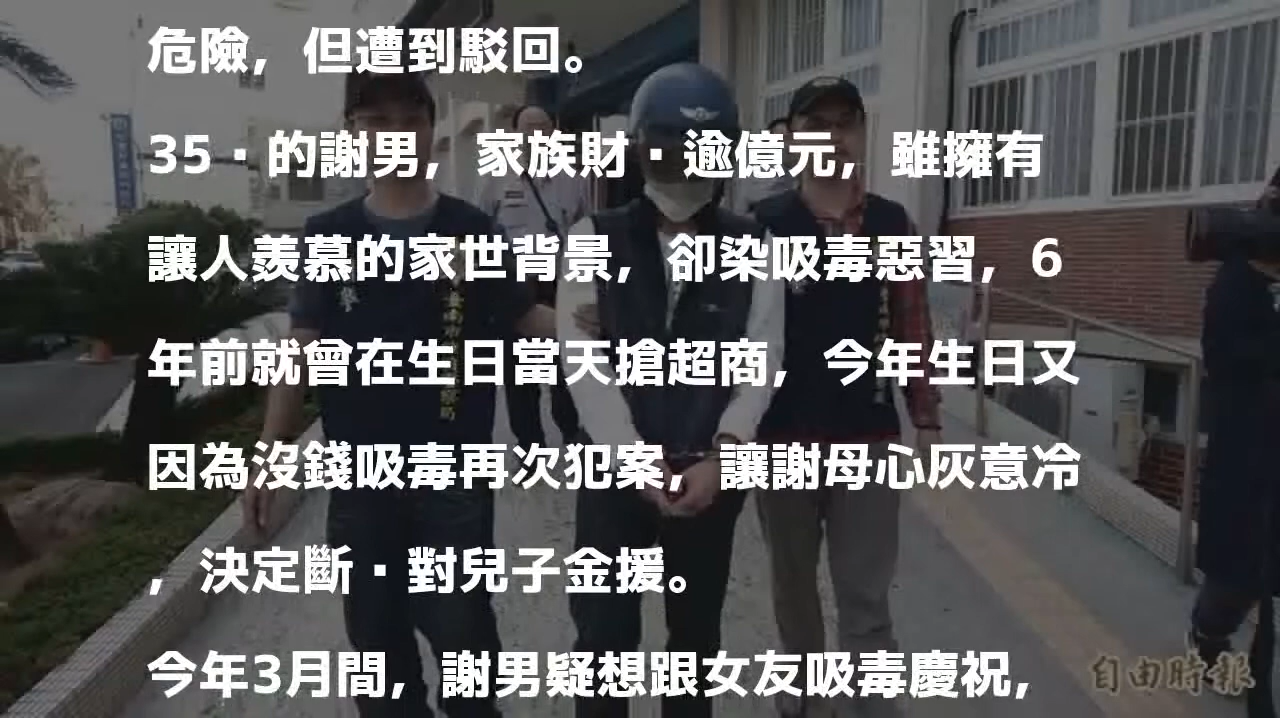 危險，但遭到駁回。
35·的謝男，家族財·逾億元，雖擁有
讓人羨慕的家世背景，卻染吸毒惡習，6
年前就曾在生日當天搶超商，今年生日又
因為沒錢吸毒再次犯案，讓謝母心灰意冷
，決定斷·對兒子金援。
今年3月間，謝男疑想跟女友吸毒慶祝，
自由時報